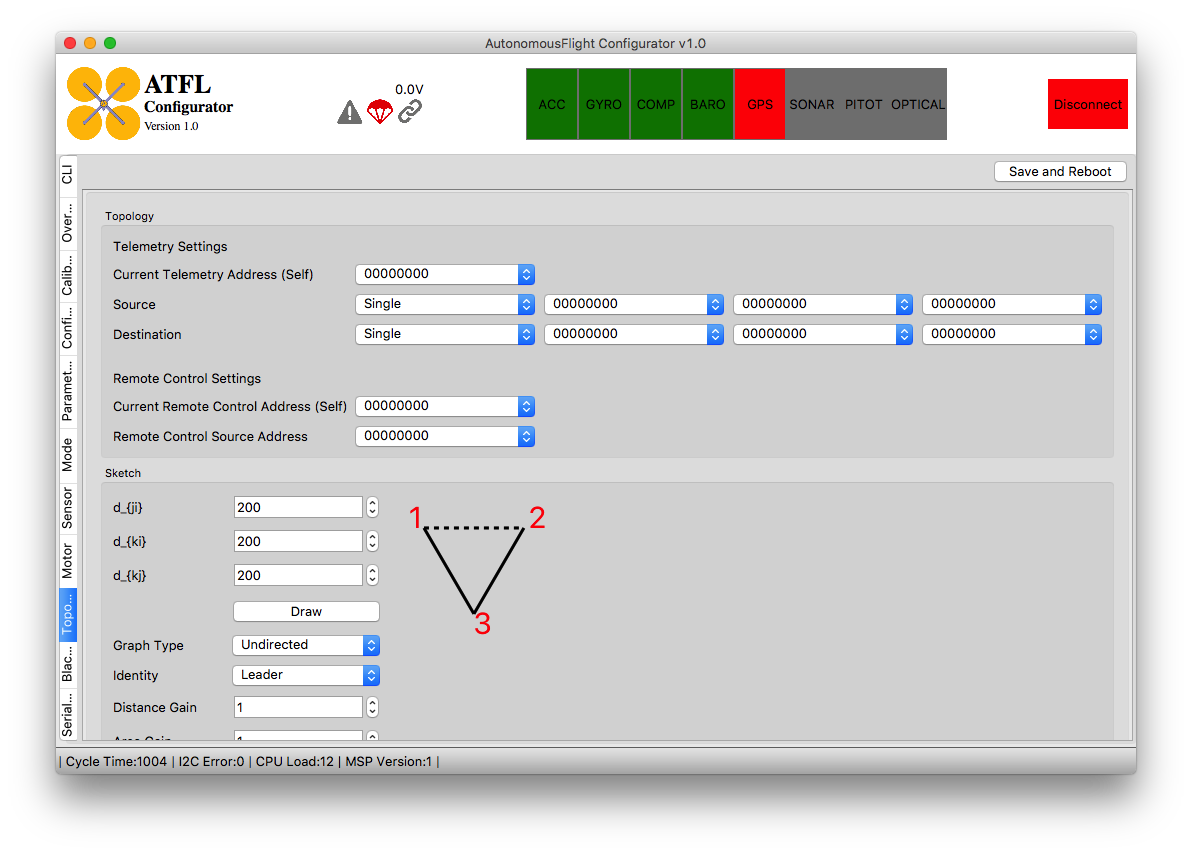 AutonomousFlight Configurator v1.0
ATFL
Configurator
Version 1.0
0.0V
ACC GYRO COMP BARO GPS SONAR PITOT OPTICAL
Disconnect
Save and Reboot
CLI
Over...
Calib...
Confi...
Paramet...
Mode
Sensor
Motor
Topo...
Blac...
Serial...
Topology
Telemetry Settings
Current Telemetry Address (Self) 00000000
Source Single 00000000 00000000 00000000
Destination Single 00000000 00000000 00000000
Remote Control Settings
Current Remote Control Address (Self) 00000000
Remote Control Source Address 00000000
Sketch
d_{ji} 200
d_{ki} 200
d_{kj} 200
Draw
1 2
3
Graph Type Undirected
Identity Leader
Distance Gain 1
Area Gain 1
| Cycle Time:1004 | I2C Error:0 | CPU Load:12 | MSP Version:1 |